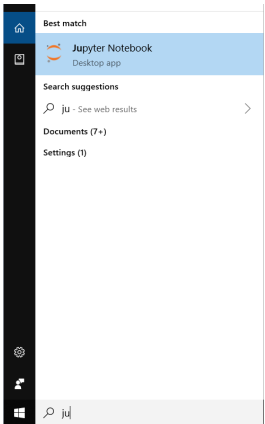 Best match
Jupyter Notebook
Desktop app
Search suggestions
ju - See web results
Documents (7+)
Settings (1)
ju